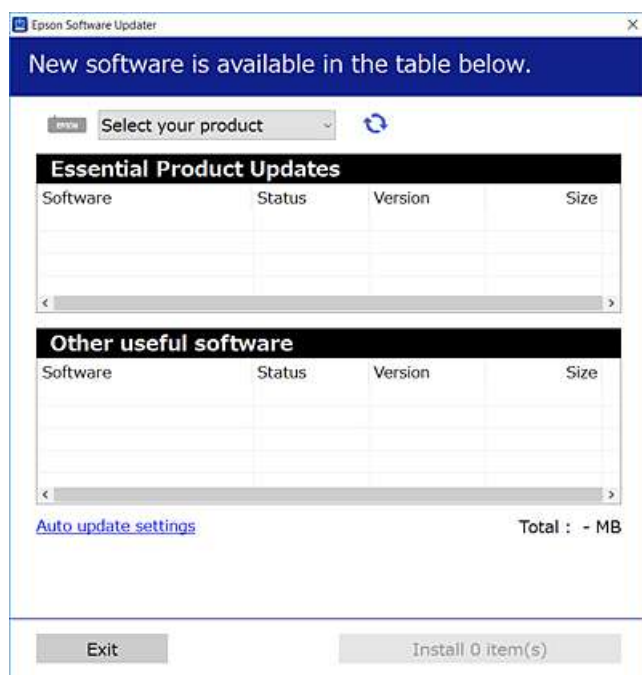 Epson Software Updater
New software is available in the table below.
EPSON Select your product
Essential Product Updates
Software Status Version Size
Other useful software
Software Status Version Size
Auto update settings Total : - MB
Exit Install 0 item(s)